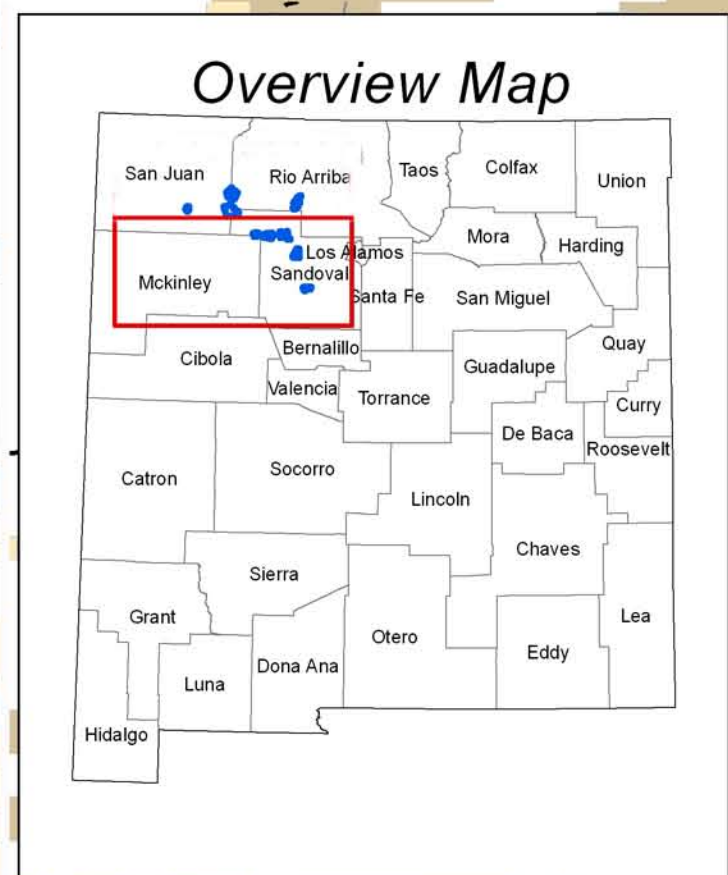 Overview Map
San Juan
Rio Arriba
Taos
Colfax
Union
Mora
Harding
Los Alamos
Mckinley
Sandoval
Santa Fe
San Miguel
Cibola
Bernalillo
Quay
Guadalupe
Valencia
Torrance
Curry
De Baca
Roosevelt
Catron
Socorro
Lincoln
Chaves
Sierra
Grant
Lea
Otero
Eddy
Dona Ana
Luna
Hidalgo